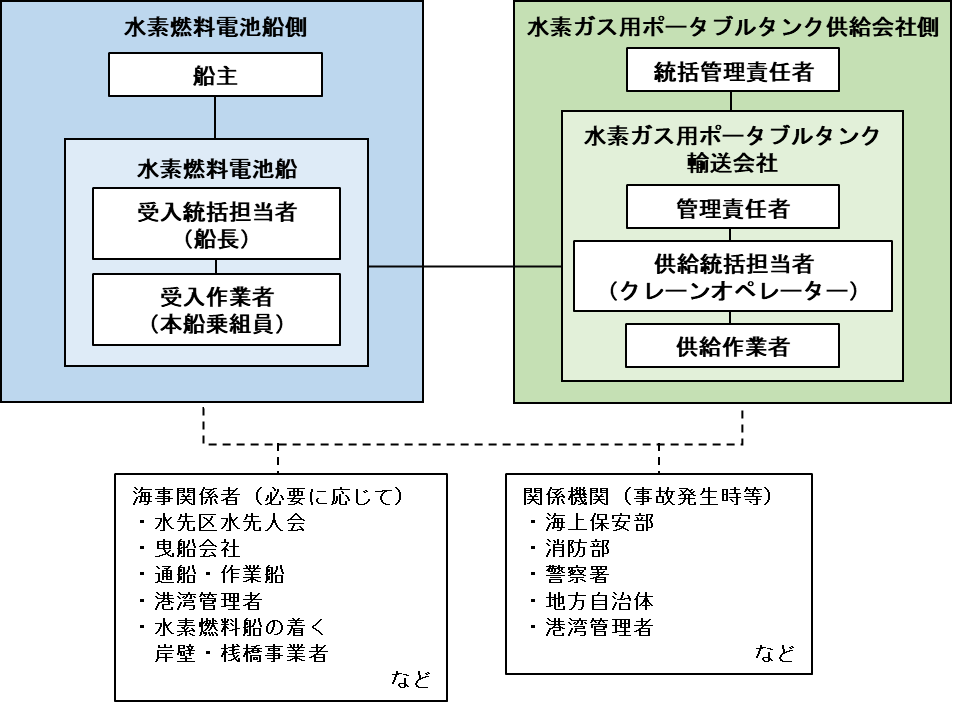 水素燃料電池船側
船主
水素燃料電池船
受入統括担当者
（船長）
受入作業者
（本船乗組員）
水素ガス用ポータブルタンク供給会社側
統括管理責任者
水素ガス用ポータブルタンク
輸送会社
管理責任者
供給統括担当者
（クレーンオペレーター）
供給作業者
海事関係者（必要に応じて）
・水先区水先人会
・曳船会社
・通船・作業船
・港湾管理者
・水素燃料船の着く
岸壁・桟橋事業者
など
関係機関（事故発生時等）
・海上保安部
・消防部
・警察署
・地方自治体
・港湾管理者
など